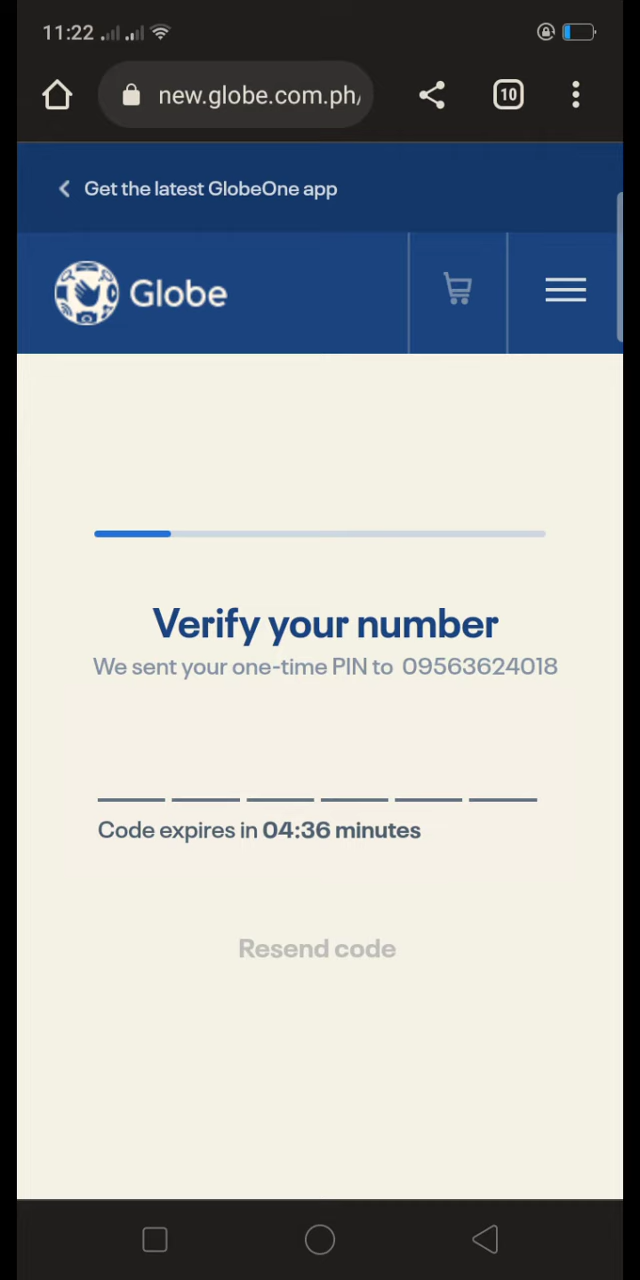 11:22
new.globe.com.ph/
10
Get the latest GlobeOne app
Globe
Verify your number
We sent your one-time PIN to 09563624018
Code expires in 04:36 minutes
Resend code